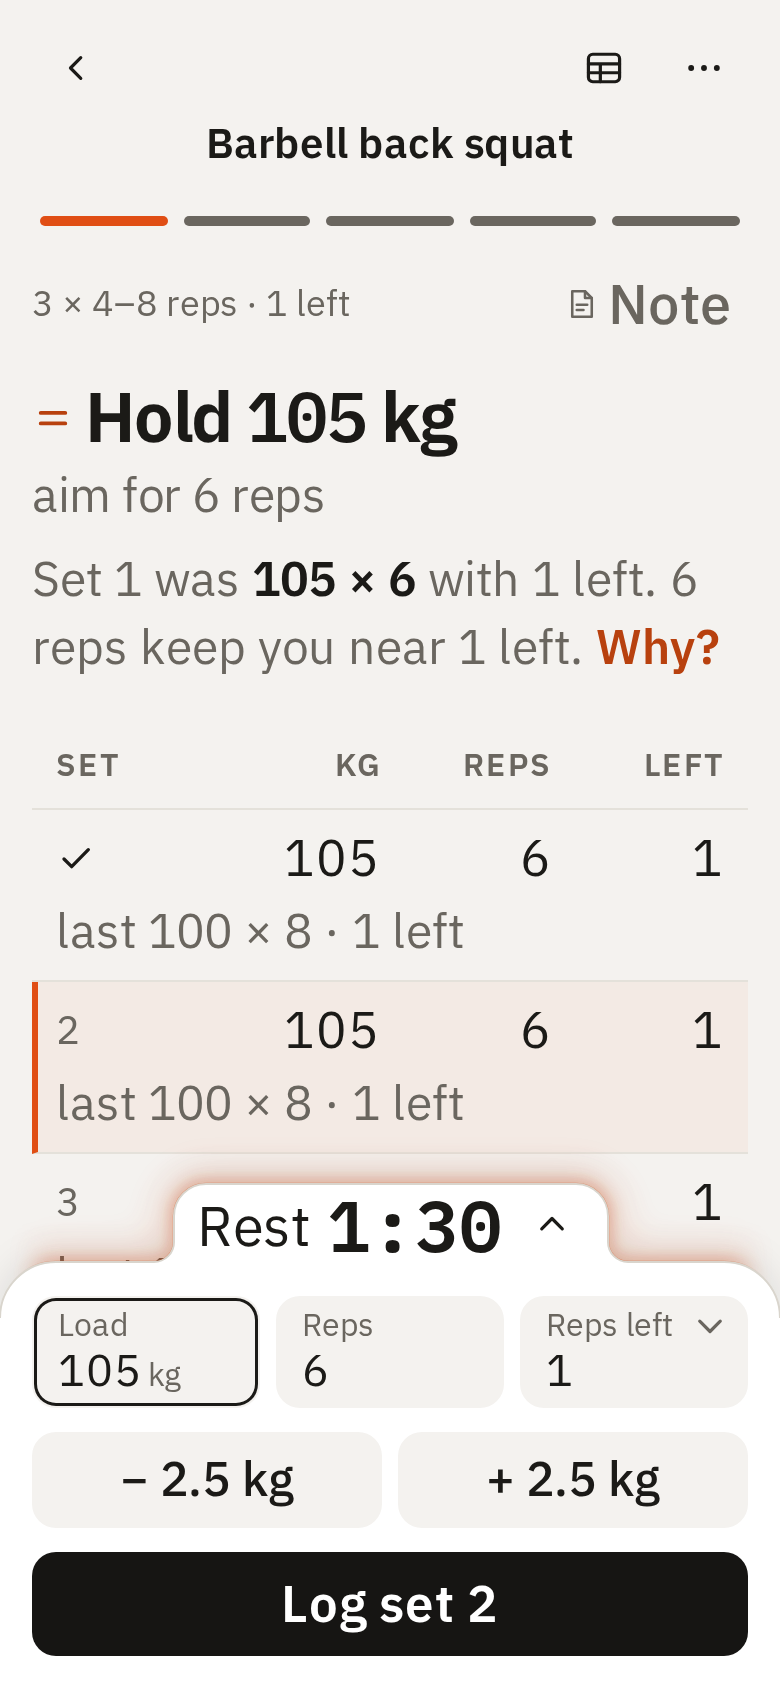 Barbell back squat
3 × 4–8 reps · 1 left
Note
= Hold 105 kg
aim for 6 reps
Set 1 was 105 × 6 with 1 left. 6
reps keep you near 1 left. Why?
SET KG REPS LEFT
105 6 1
last 100 × 8 · 1 left
2 105 6 1
last 100 × 8 · 1 left
3 1
Rest 1:30
Load Reps Reps left
105 kg 6 1
− 2.5 kg + 2.5 kg
Log set 2